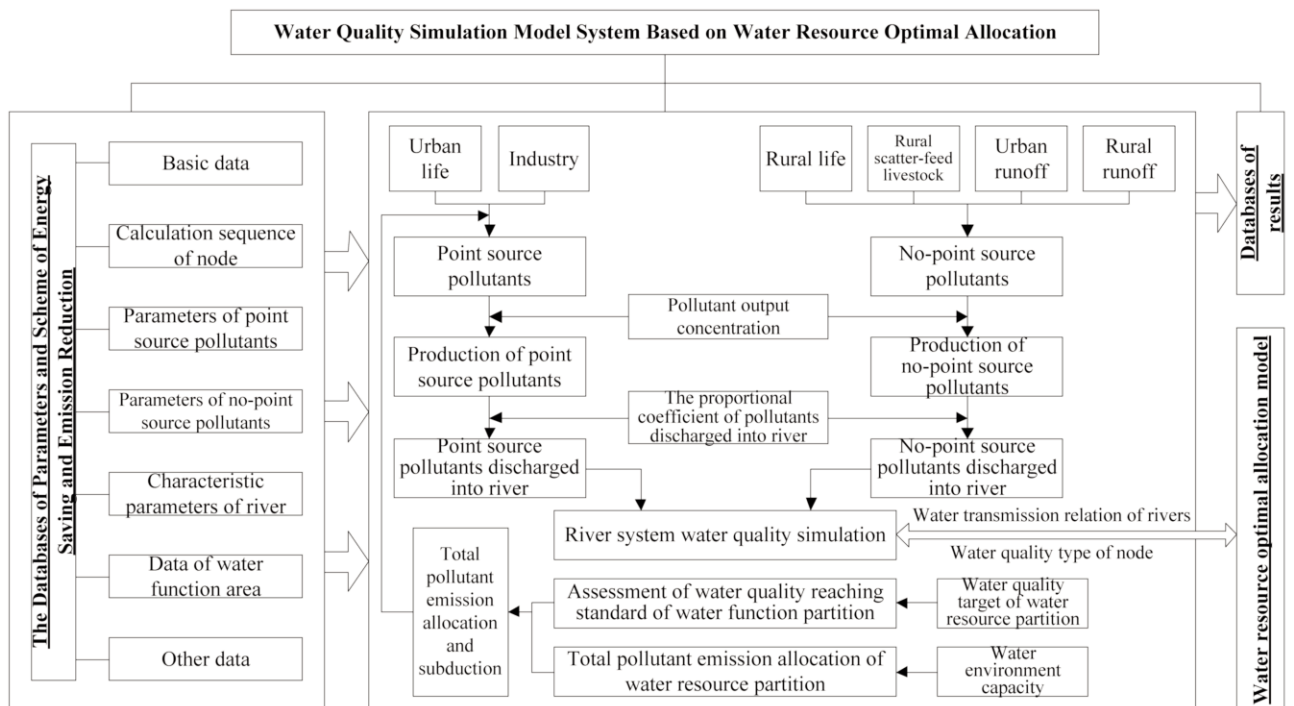 Water Quality Simulation Model System Based on Water Resource Optimal Allocation
The Databases of Parameters and Scheme of Energy
Saving and Emission Reduction
Basic data
Calculation sequence
of node
Parameters of point
source pollutants
Parameters of no-point
source pollutants
Characteristic
parameters of river
Data of water
function area
Other data
Urban
life
Industry
Rural life
Rural
scatter-feed
livestock
Urban
runoff
Rural
runoff
Point source
pollutants
No-point source
pollutants
Pollutant output
concentration
Production of point
source pollutants
Production of
no-point source
pollutants
The proportional
coefficient of pollutants
discharged into river
Point source
pollutants discharged
into river
No-point source
pollutants discharged
into river
River system water quality simulation
Water transmission relation of rivers
Water quality type of node
Total
pollutant
emission
allocation
and
subduction
Assessment of water quality reaching
standard of water function partition
Water quality
target of water
resource partition
Total pollutant emission allocation of
water resource partition
Water
environment
capacity
Databases of
results
Water resource optimal allocation model